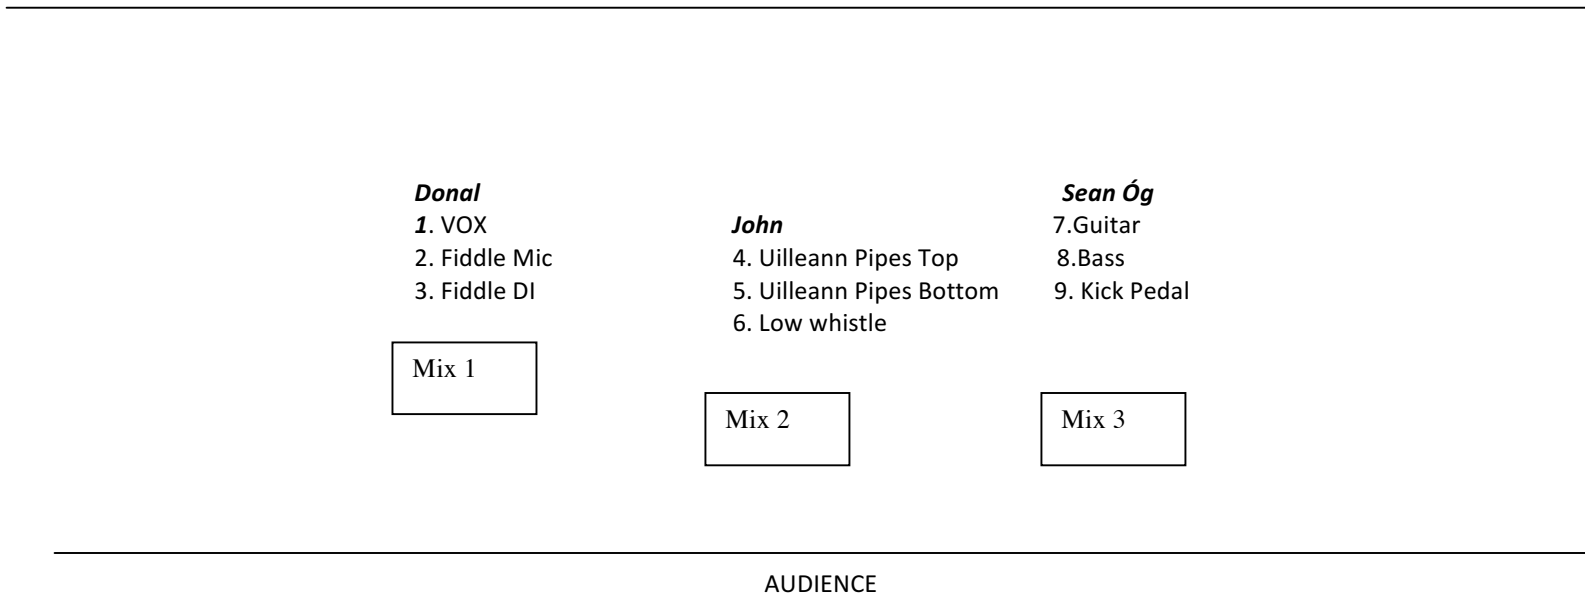 Donal
1. VOX
2. Fiddle Mic
3. Fiddle DI
Mix 1
John
4. Uilleann Pipes Top
5. Uilleann Pipes Bottom
6. Low whistle
Mix 2
Sean Óg
7.Guitar
8.Bass
9. Kick Pedal
Mix 3
AUDIENCE